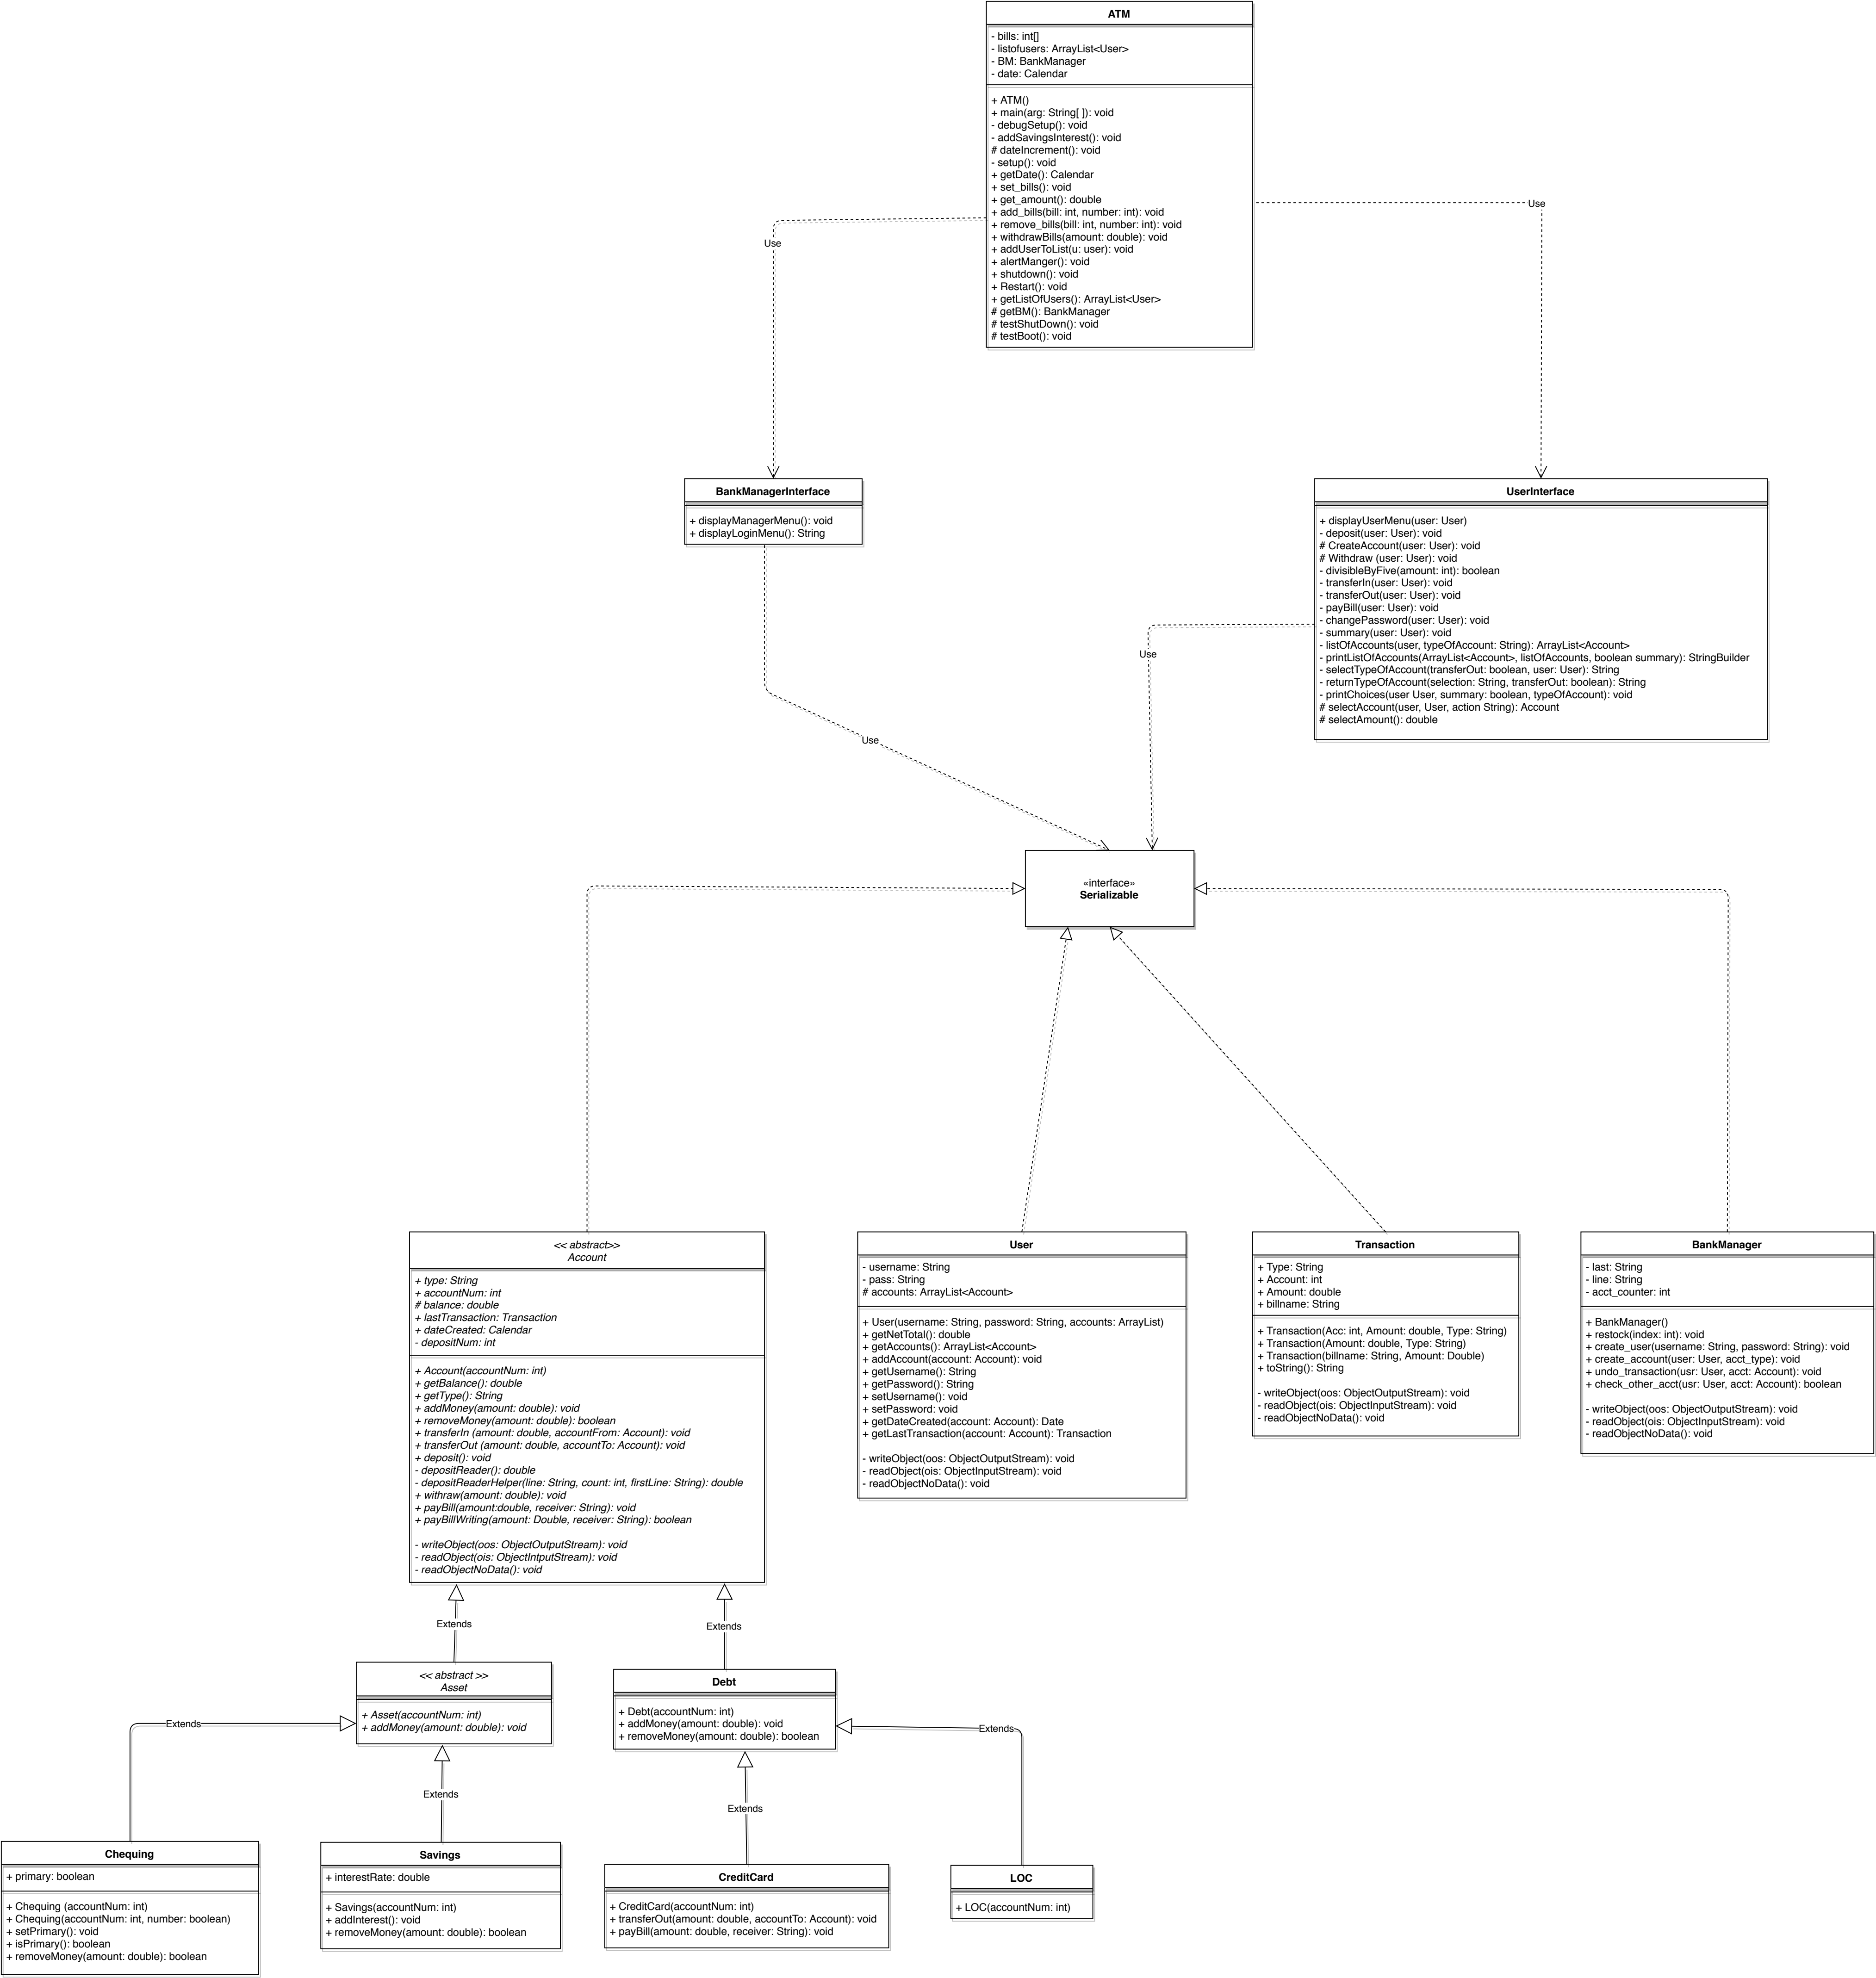 ATM
- bills: int[]
- listofusers: ArrayList<User>
- BM: BankManager
- date: Calendar
+ ATM()
+ main(arg: String[ ]): void
- debugSetup(): void
- addSavingsInterest(): void
# dateIncrement(): void
- setup(): void
+ getDate(): Calendar
+ set_bills(): void
+ get_amount(): double
+ add_bills(bill: int, number: int): void
+ remove_bills(bill: int, number: int): void
+ withdrawBills(amount: double): void
+ addUserToList(u: user): void
+ alertManger(): void
+ shutdown(): void
+ Restart(): void
+ getListOfUsers(): ArrayList<User>
# getBM(): BankManager
# testShutDown(): void
# testBoot(): void
Use
Use
BankManagerInterface
+ displayManagerMenu(): void
+ displayLoginMenu(): String
UserInterface
+ displayUserMenu(user: User)
- deposit(user: User): void
# CreateAccount(user: User): void
# Withdraw (user: User): void
- divisibleByFive(amount: int): boolean
- transferIn(user: User): void
- transferOut(user: User): void
- payBill(user: User): void
- changePassword(user: User): void
- summary(user: User): void
- listOfAccounts(user, typeOfAccount: String): ArrayList<Account>
- printListOfAccounts(ArrayList<Account>, listOfAccounts, boolean summary): StringBuilder
- selectTypeOfAccount(transferOut: boolean, user: User): String
- returnTypeOfAccount(selection: String, transferOut: boolean): String
- printChoices(user User, summary: boolean, typeOfAccount): void
# selectAccount(user, User, action String): Account
# selectAmount(): double
Use
Use
«interface»
Serializable
<< abstract>>
Account
+ type: String
+ accountNum: int
# balance: double
+ lastTransaction: Transaction
+ dateCreated: Calendar
- depositNum: int
+ Account(accountNum: int)
+ getBalance(): double
+ getType(): String
+ addMoney(amount: double): void
+ removeMoney(amount: double): boolean
+ transferIn (amount: double, accountFrom: Account): void
+ transferOut (amount: double, accountTo: Account): void
+ deposit(): void
- depositReader(): double
- depositReaderHelper(line: String, count: int, firstLine: String): double
+ withraw(amount: double): void
+ payBill(amount:double, receiver: String): void
+ payBillWriting(amount: Double, receiver: String): boolean
- writeObject(oos: ObjectOutputStream): void
- readObject(ois: ObjectIntputStream): void
- readObjectNoData(): void
User
- username: String
- pass: String
# accounts: ArrayList<Account>
+ User(username: String, password: String, accounts: ArrayList)
+ getNetTotal(): double
+ getAccounts(): ArrayList<Account>
+ addAccount(account: Account): void
+ getUsername(): String
+ getPassword(): String
+ setUsername(): void
+ setPassword: void
+ getDateCreated(account: Account): Date
+ getLastTransaction(account: Account): Transaction
- writeObject(oos: ObjectOutputStream): void
- readObject(ois: ObjectInputStream): void
- readObjectNoData(): void
Transaction
+ Type: String
+ Account: int
+ Amount: double
+ billname: String
+ Transaction(Acc: int, Amount: double, Type: String)
+ Transaction(Amount: double, Type: String)
+ Transaction(billname: String, Amount: Double)
+ toString(): String
- writeObject(oos: ObjectOutputStream): void
- readObject(ois: ObjectInputStream): void
- readObjectNoData(): void
BankManager
- last: String
- line: String
- acct_counter: int
+ BankManager()
+ restock(index: int): void
+ create_user(username: String, password: String): void
+ create_account(user: User, acct_type): void
+ undo_transaction(usr: User, acct: Account): void
+ check_other_acct(usr: User, acct: Account): boolean
- writeObject(oos: ObjectOutputStream): void
- readObject(ois: ObjectInputStream): void
- readObjectNoData(): void
Extends
Extends
<< abstract >>
Asset
+ Asset(accountNum: int)
+ addMoney(amount: double): void
Debt
+ Debt(accountNum: int)
+ addMoney(amount: double): void
+ removeMoney(amount: double): boolean
Extends
Extends
Extends
Extends
Chequing
+ primary: boolean
+ Chequing (accountNum: int)
+ Chequing(accountNum: int, number: boolean)
+ setPrimary(): void
+ isPrimary(): boolean
+ removeMoney(amount: double): boolean
Savings
+ interestRate: double
+ Savings(accountNum: int)
+ addInterest(): void
+ removeMoney(amount: double): boolean
CreditCard
+ CreditCard(accountNum: int)
+ transferOut(amount: double, accountTo: Account): void
+ payBill(amount: double, receiver: String): void
LOC
+ LOC(accountNum: int)